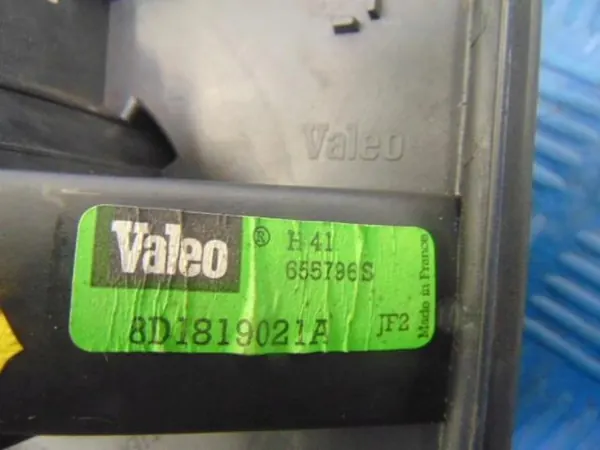 Valeo
Valeo ® H 41
655796S
8D1819021A JF2
Made in France